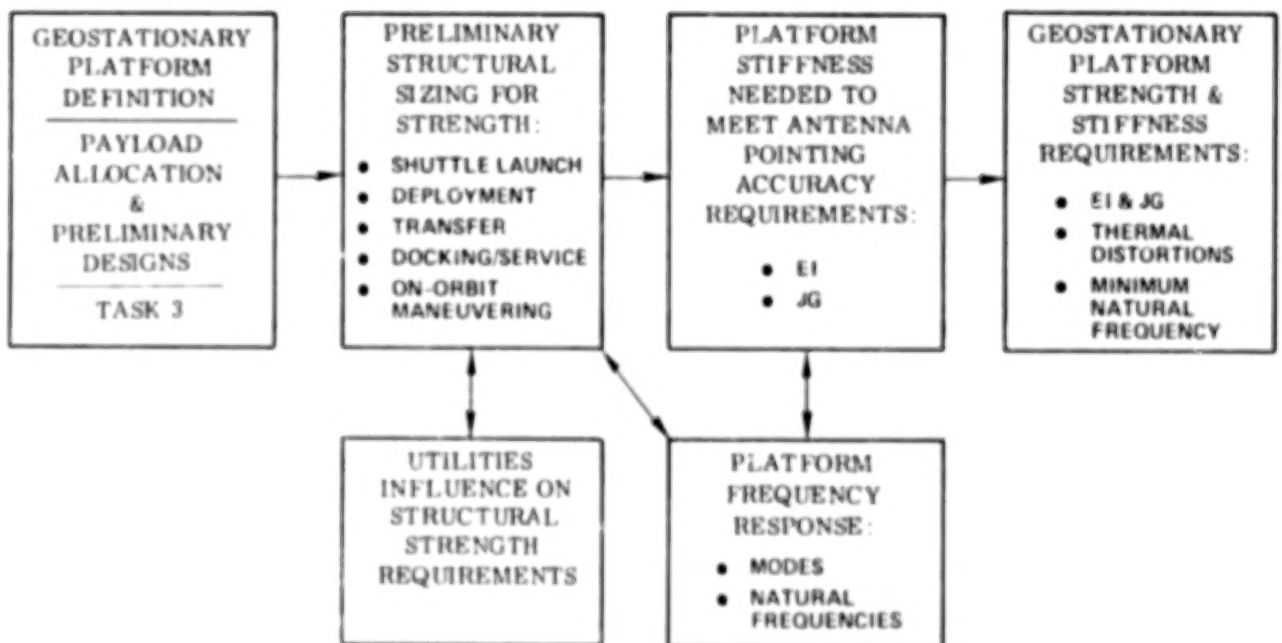 GEOSTATIONARY
PLATFORM
DEFINITION
PAYLOAD
ALLOCATION
&
PRELIMINARY
DESIGNS
TASK 3
PRELIMINARY
STRUCTURAL
SIZING FOR
STRENGTH:
● SHUTTLE LAUNCH
● DEPLOYMENT
● TRANSFER
● DOCKING/SERVICE
● ON-ORBIT
MANEUVERING
PLATFORM
STIFFNESS
NEEDED TO
MEET ANTENNA
POINTING
ACCURACY
REQUIREMENTS:
● EI
● JG
GEOSTATIONARY
PLATFORM
STRENGTH &
STIFFNESS
REQUIREMENTS:
● EI & JG
● THERMAL
DISTORTIONS
● MINIMUM
NATURAL
FREQUENCY
UTILITIES
INFLUENCE ON
STRUCTURAL
STRENGTH
REQUIREMENTS
PLATFORM
FREQUENCY
RESPONSE:
● MODES
● NATURAL
FREQUENCIES